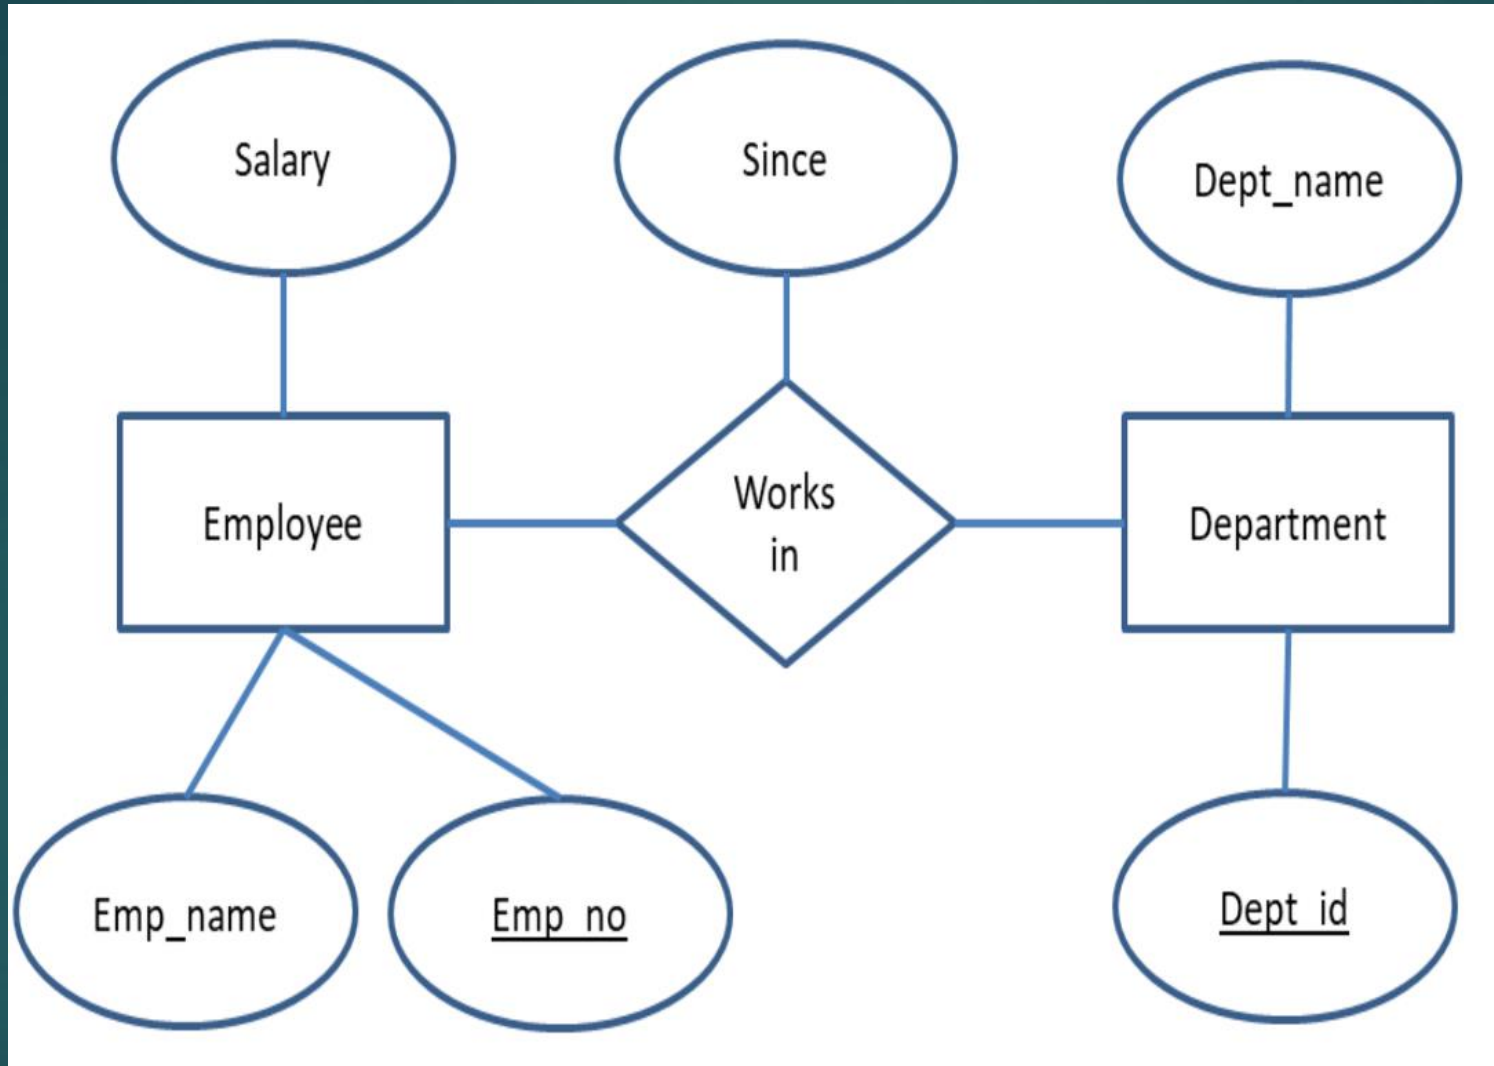 Salary
Since
Dept_name
Employee
Works
in
Department
Emp_name
Emp_no
Dept_id